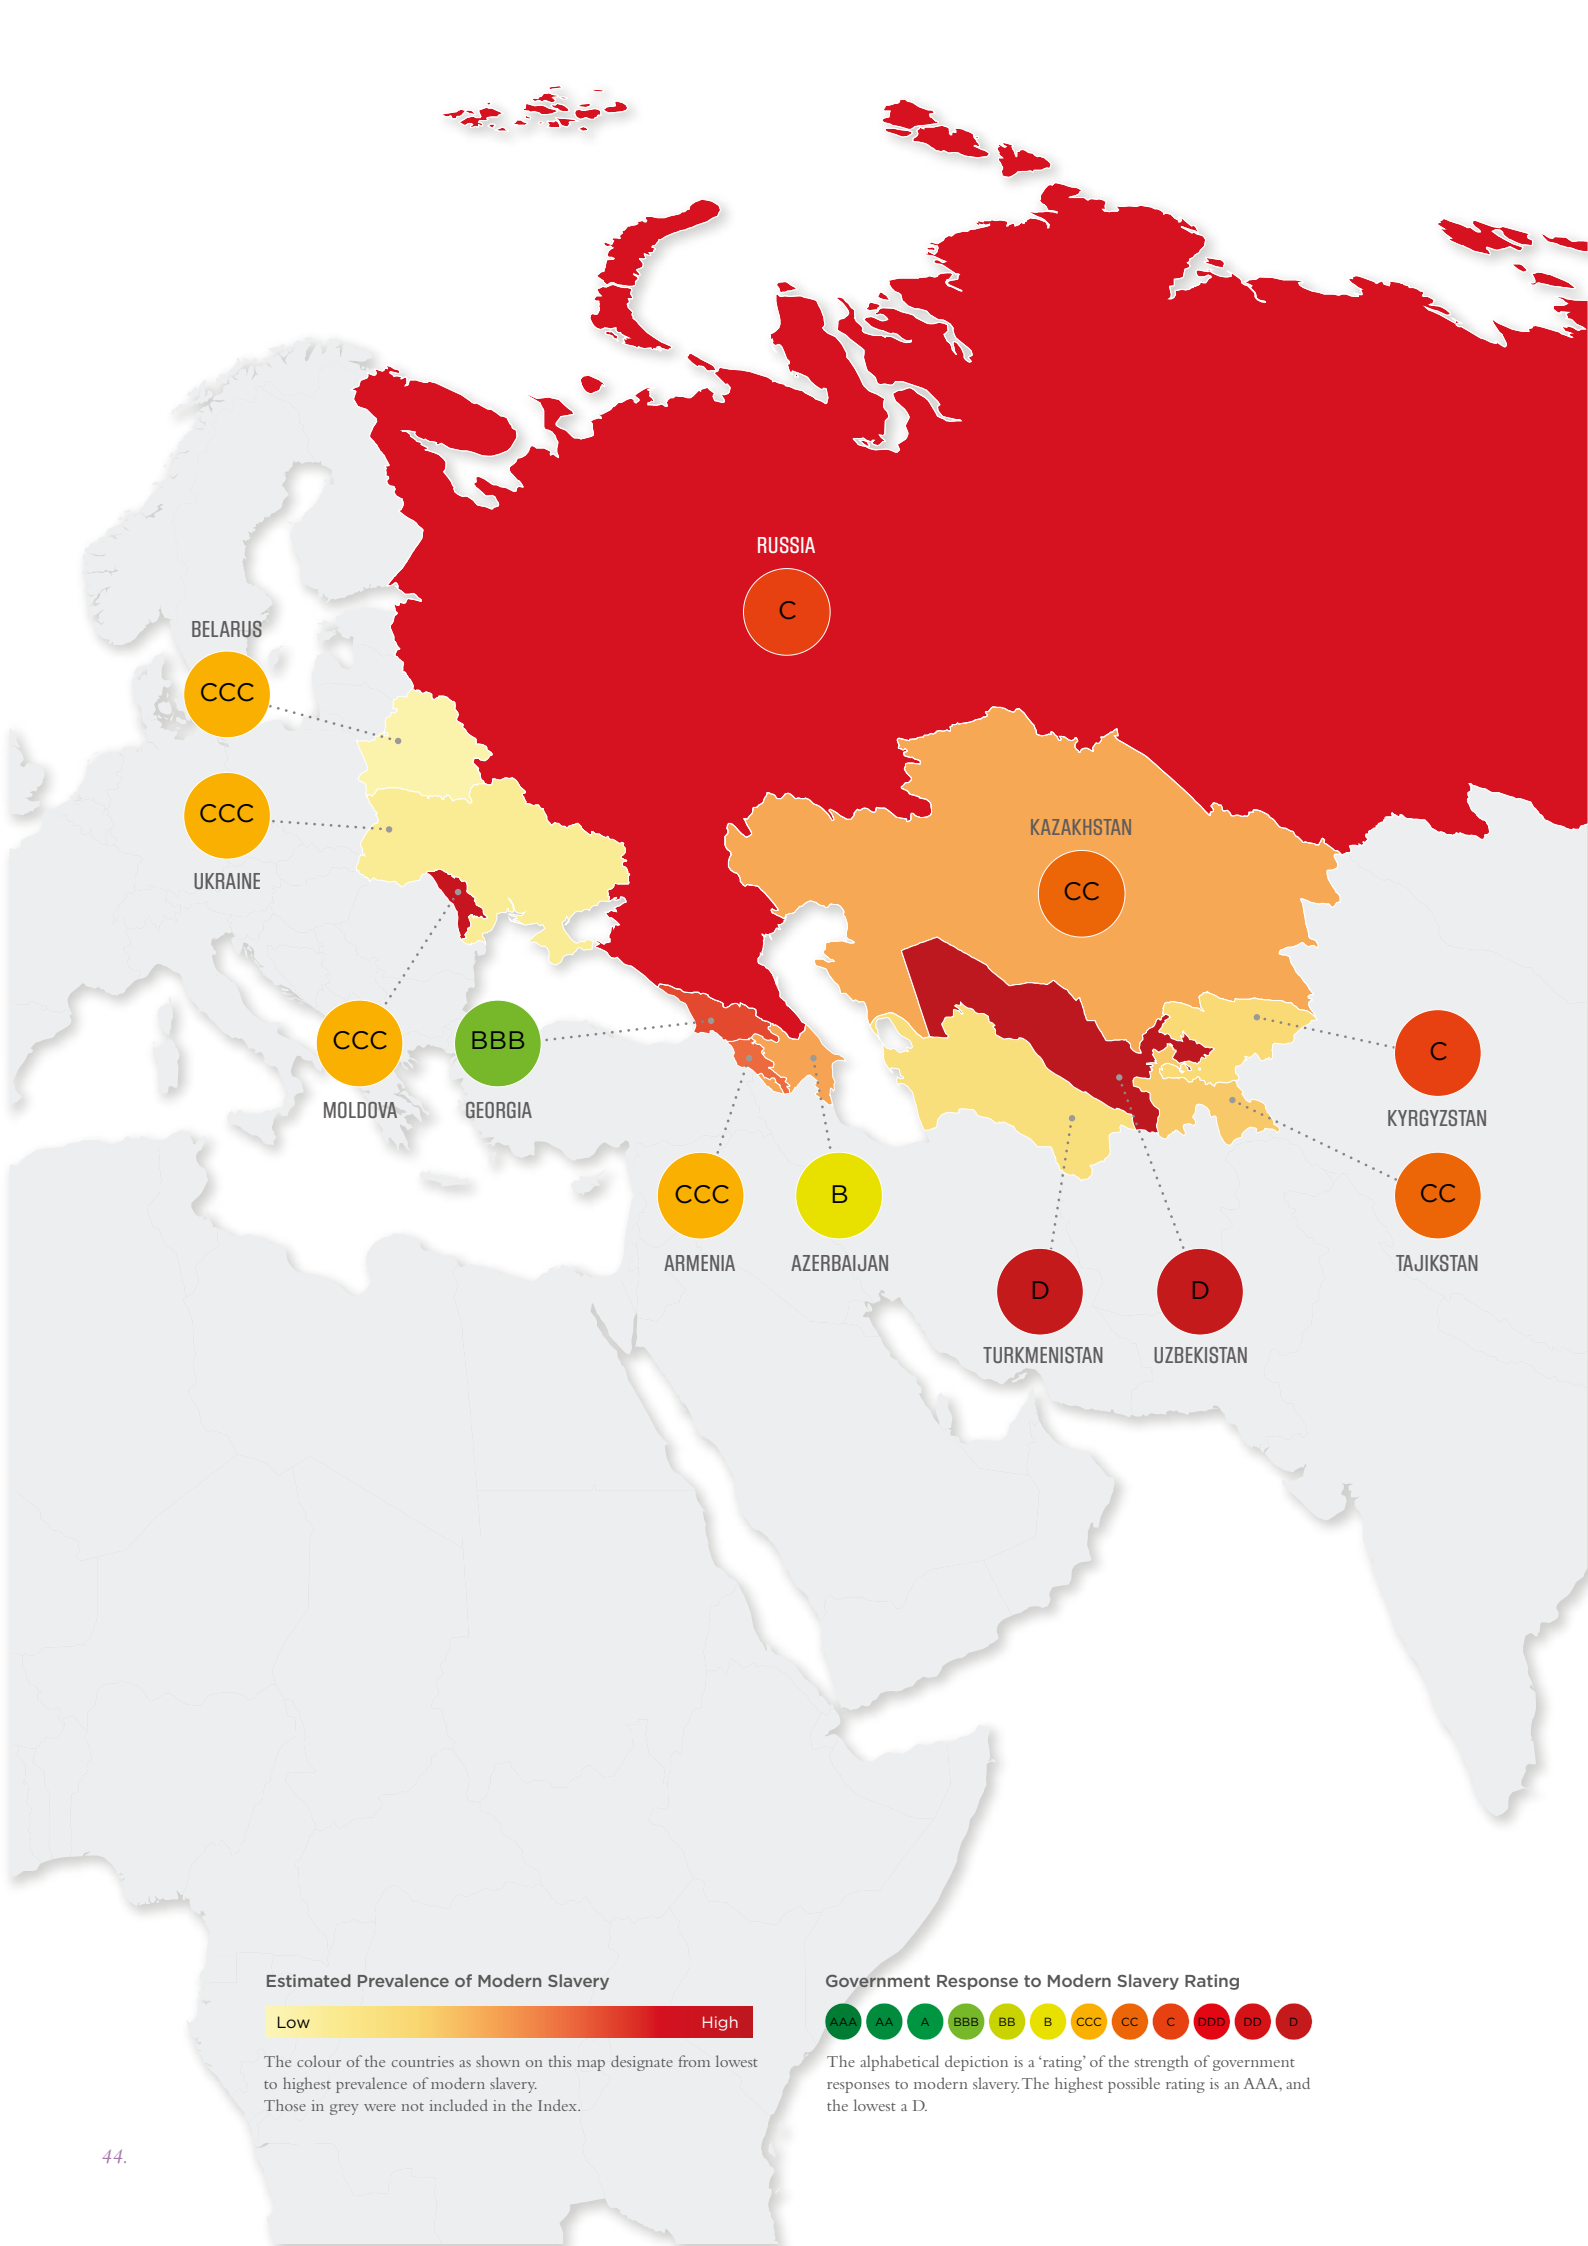 RUSSIA
C
BELARUS
CCC
CCC
UKRAINE
KAZAKHSTAN
CC
CCC
MOLDOVA
BBB
GEORGIA
C
KYRGYZSTAN
CCC
ARMENIA
B
AZERBAIJAN
CC
TAJIKSTAN
D
TURKMENISTAN
D
UZBEKISTAN
Estimated Prevalence of Modern Slavery
Low High
The colour of the countries as shown on this map designate from lowest
to highest prevalence of modern slavery.
Those in grey were not included in the Index.
Government Response to Modern Slavery Rating
AAA AA A BBB BB B CCC CC C DDD DD D
The alphabetical depiction is a ‘rating’ of the strength of government
responses to modern slavery. The highest possible rating is an AAA, and
the lowest a D.
44.